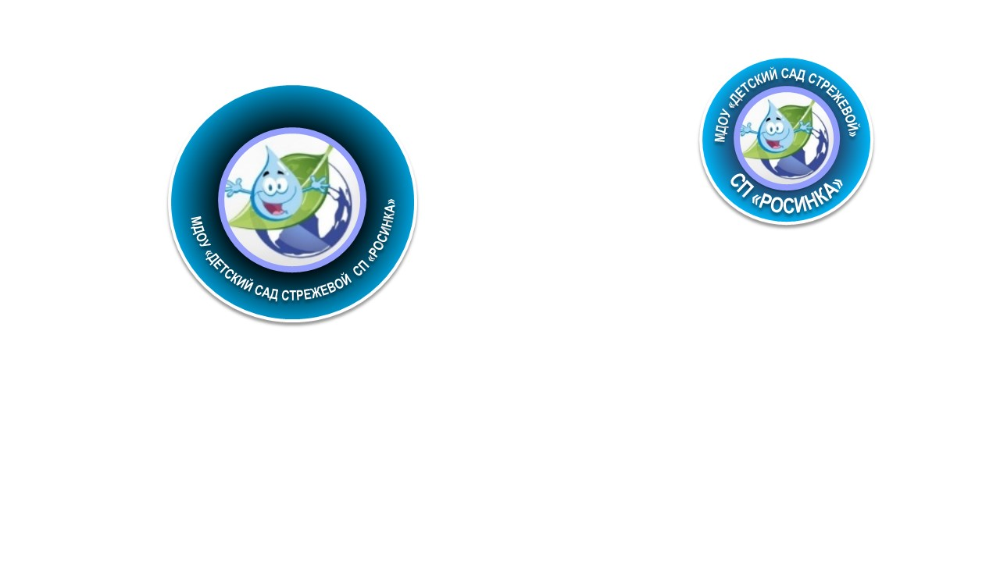 МДОУ «ДЕТСКИЙ САД СТРЕЖЕВОЙ СП «РОСИНКА»
МДОУ «ДЕТСКИЙ САД СТРЕЖЕВОЙ»
СП «РОСИНКА»